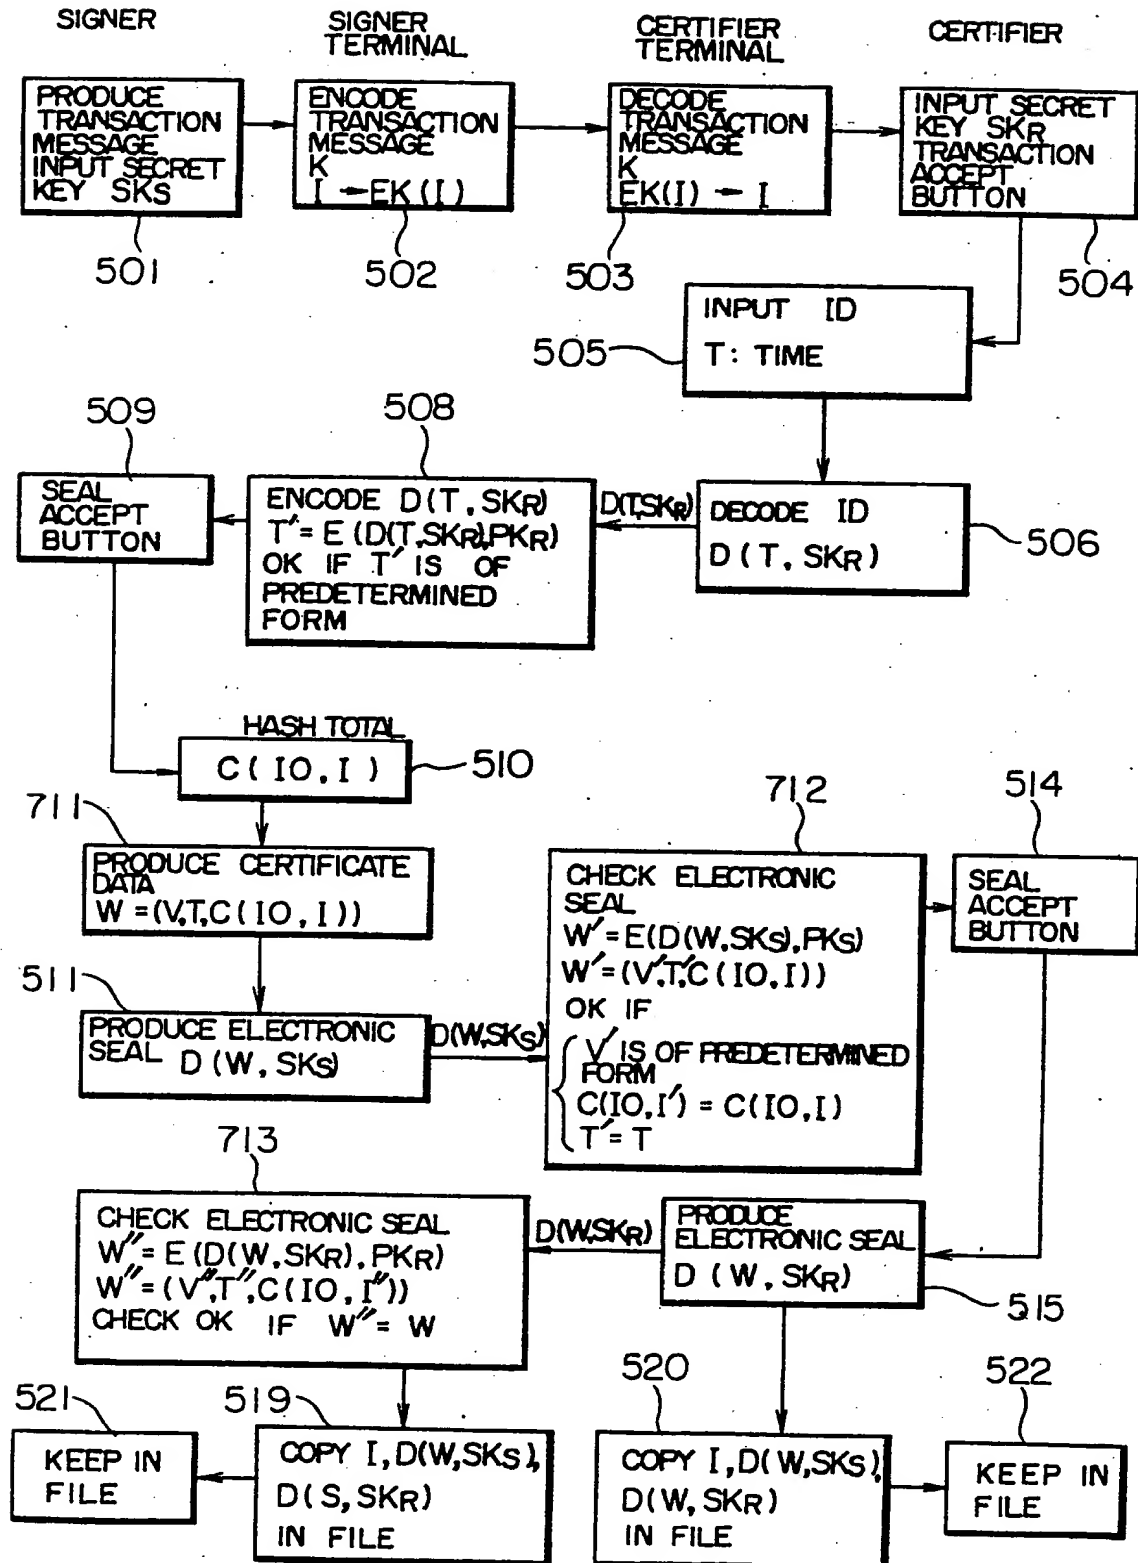 SIGNER
SIGNER
TERMINAL
CERTIFIER
TERMINAL
CERTIFIER
PRODUCE
TRANSACTION
MESSAGE
INPUT SECRET
KEY SKS
501
ENCODE
TRANSACTION
MESSAGE
K
I → EK(I)
502
DECODE
TRANSACTION
MESSAGE
K
EK(I) → I
503
INPUT SECRET
KEY SKR
TRANSACTION
ACCEPT
BUTTON
504
INPUT ID
T: TIME
505
509
508
SEAL
ACCEPT
BUTTON
ENCODE D(T, SKR)
T' = E (D(T,SKR),PKR)
OK IF T' IS OF
PREDETERMINED
FORM
D(T,SKR)
DECODE ID
D(T, SKR)
506
HASH TOTAL
C(IO, I)
510
711
PRODUCE CERTIFICATE
DATA
W = (V,T,C(IO, I))
511
PRODUCE ELECTRONIC
SEAL D(W, SKS)
D(W,SKS)
712
CHECK ELECTRONIC
SEAL
W' = E(D(W,SKS),PKS)
W' = (V',T',C(IO, I))
OK IF
V' IS OF PREDETERMINED
FORM
C(IO, I') = C(IO, I)
T' = T
514
SEAL
ACCEPT
BUTTON
713
CHECK ELECTRONIC SEAL
W" = E(D(W,SKR), PKR)
W" = (V",T",C(IO, I"))
CHECK OK IF W" = W
D(W,SKR)
PRODUCE
ELECTRONIC SEAL
D (W, SKR)
515
521
KEEP IN
FILE
519
COPY I, D(W,SKS),
D(S, SKR)
IN FILE
520
COPY I, D(W,SKS),
D(W, SKR)
IN FILE
522
KEEP IN
FILE